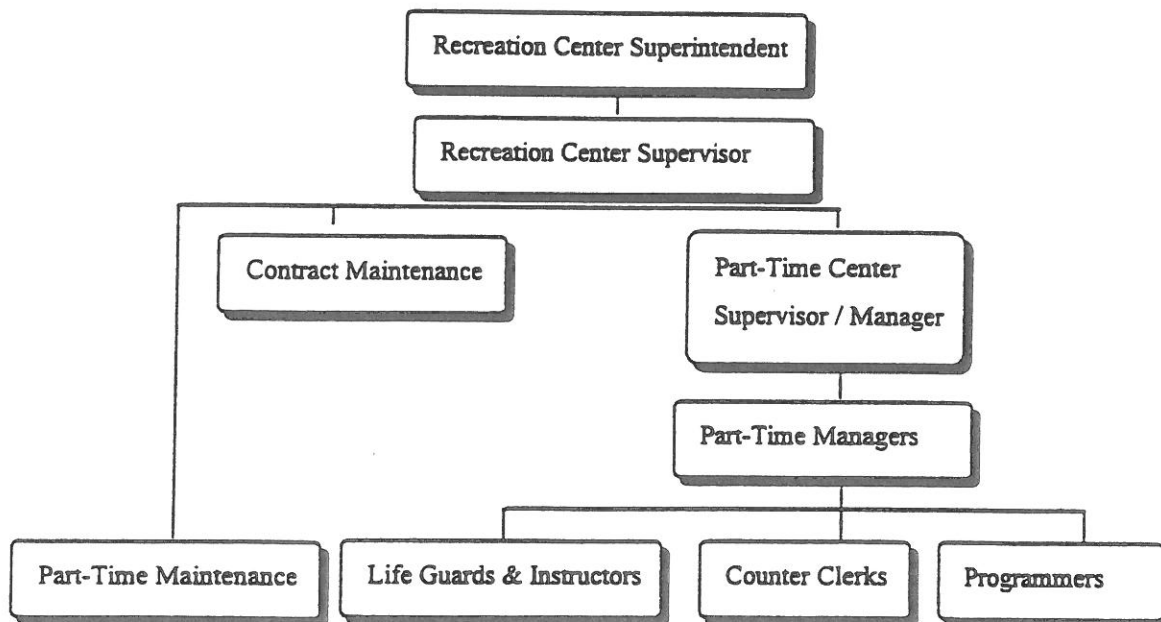 Recreation Center Superintendent
Recreation Center Supervisor
Contract Maintenance
Part-Time Center
Supervisor / Manager
Part-Time Managers
Part-Time Maintenance
Life Guards & Instructors
Counter Clerks
Programmers